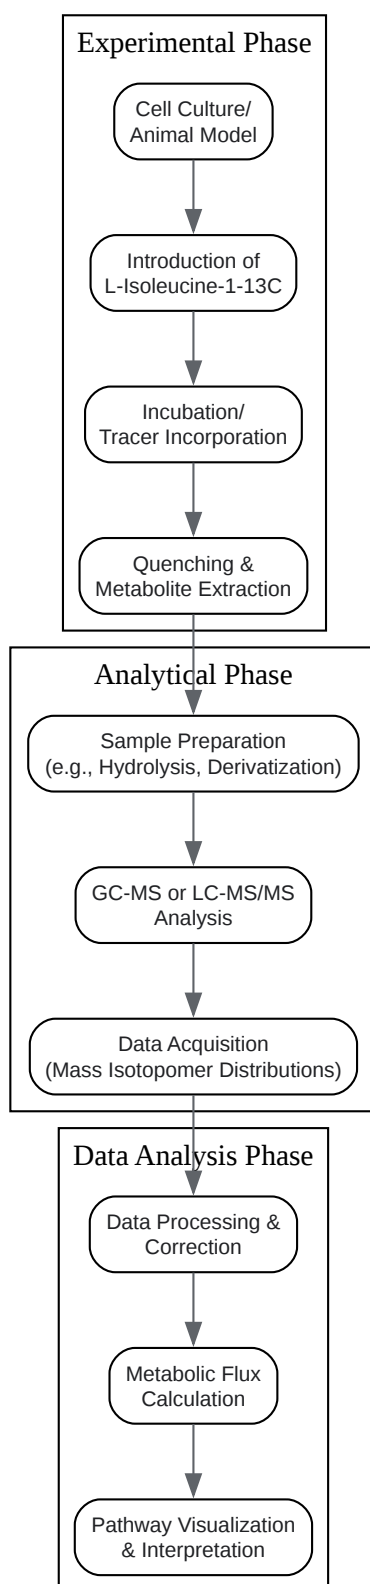 Experimental Phase
Cell Culture/
Animal Model
Introduction of
L-Isoleucine-1-13C
Incubation/
Tracer Incorporation
Quenching &
Metabolite Extraction
Analytical Phase
Sample Preparation
(e.g., Hydrolysis, Derivatization)
GC-MS or LC-MS/MS
Analysis
Data Acquisition
(Mass Isotopomer Distributions)
Data Analysis Phase
Data Processing &
Correction
Metabolic Flux
Calculation
Pathway Visualization
& Interpretation